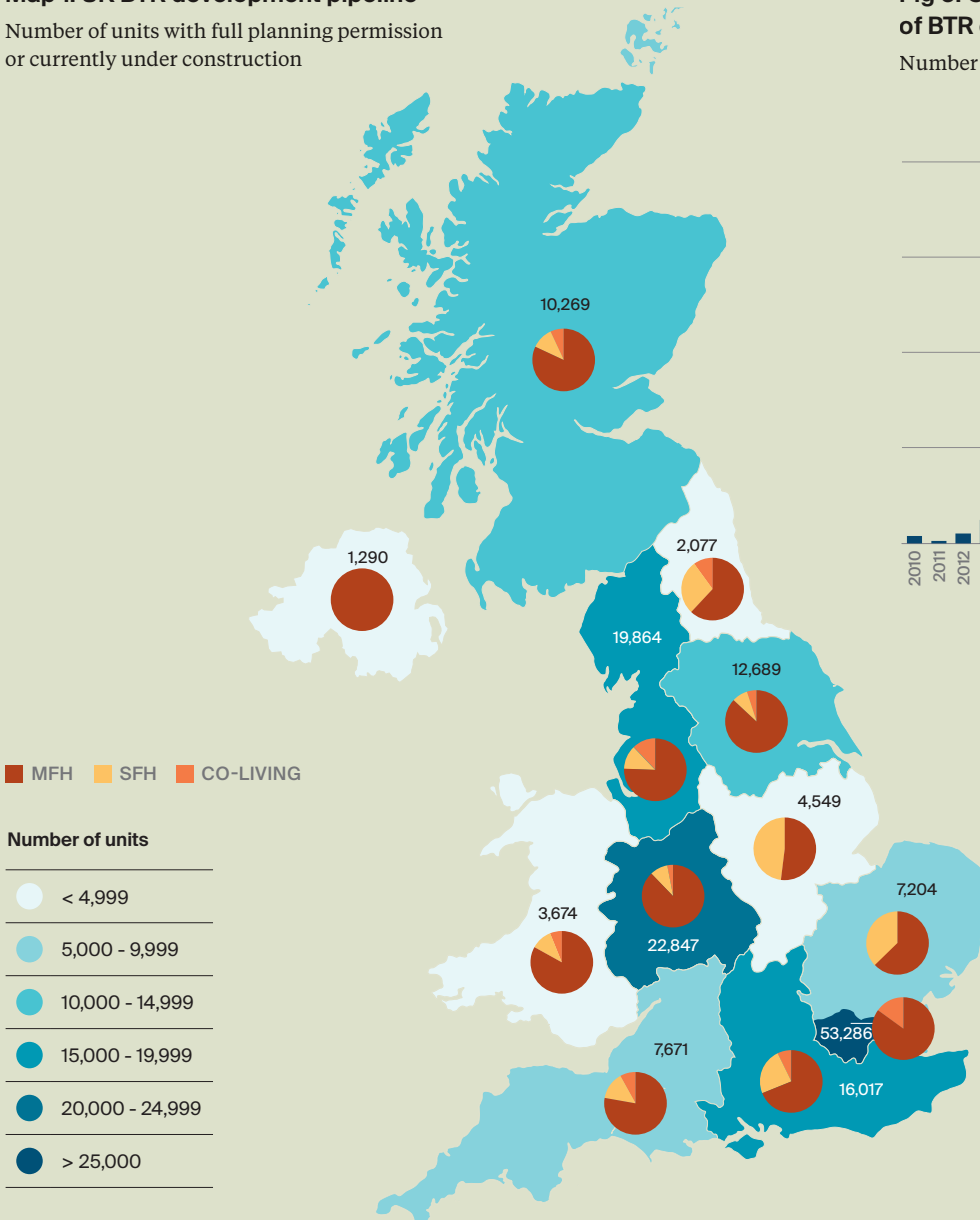 Number of units with full planning permission
or currently under construction
of BTR
Number
10,269
2010
2011
2012
1,290
2,077
19,864
12,689
MFH SFH CO-LIVING
4,549
Number of units
< 4,999
5,000 - 9,999
10,000 - 14,999
15,000 - 19,999
20,000 - 24,999
> 25,000
7,204
3,674
22,847
53,286
7,671
16,017